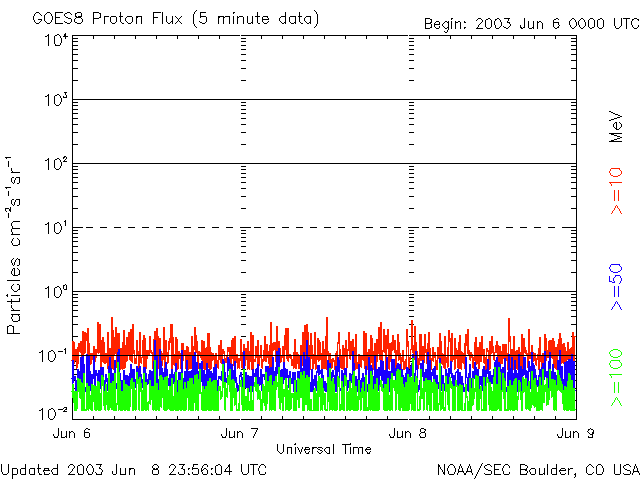 GOES8 Proton Flux (5 minute data)
Begin: 2003 Jun 6 0000 UTC
Particles cm⁻²s⁻¹sr⁻¹
10⁴
10³
10²
10¹
10⁰
10⁻¹
10⁻²
Jun 6
Jun 7
Jun 8
Jun 9
Universal Time
MeV
>=10
>=50
>=100
Updated 2003 Jun 8 23:56:04 UTC
NOAA/SEC Boulder, CO USA